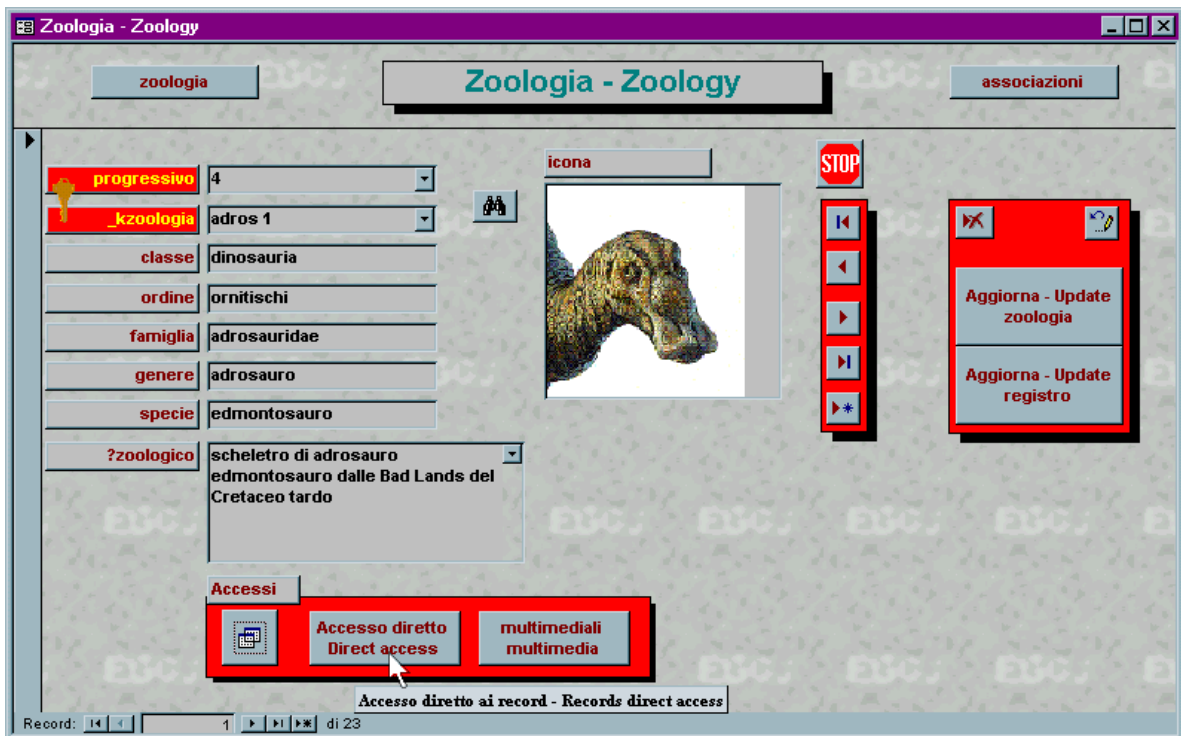 Zoologia - Zoology
zoologia
Zoologia - Zoology
associazioni
icona
STOP
progressivo 4
_kzoologia adros 1
classe dinosauria
ordine ornitischi
famiglia adrosauridae
genere adrosauro
specie edmontosauro
?zoologico scheletro di adrosauro
edmontosauro dalle Bad Lands del
Cretaceo tardo
Aggiorna - Update
zoologia
Aggiorna - Update
registro
Accessi
Accesso diretto
Direct access
multimediali
multimedia
Accesso diretto ai record - Records direct access
Record: 1 di 23